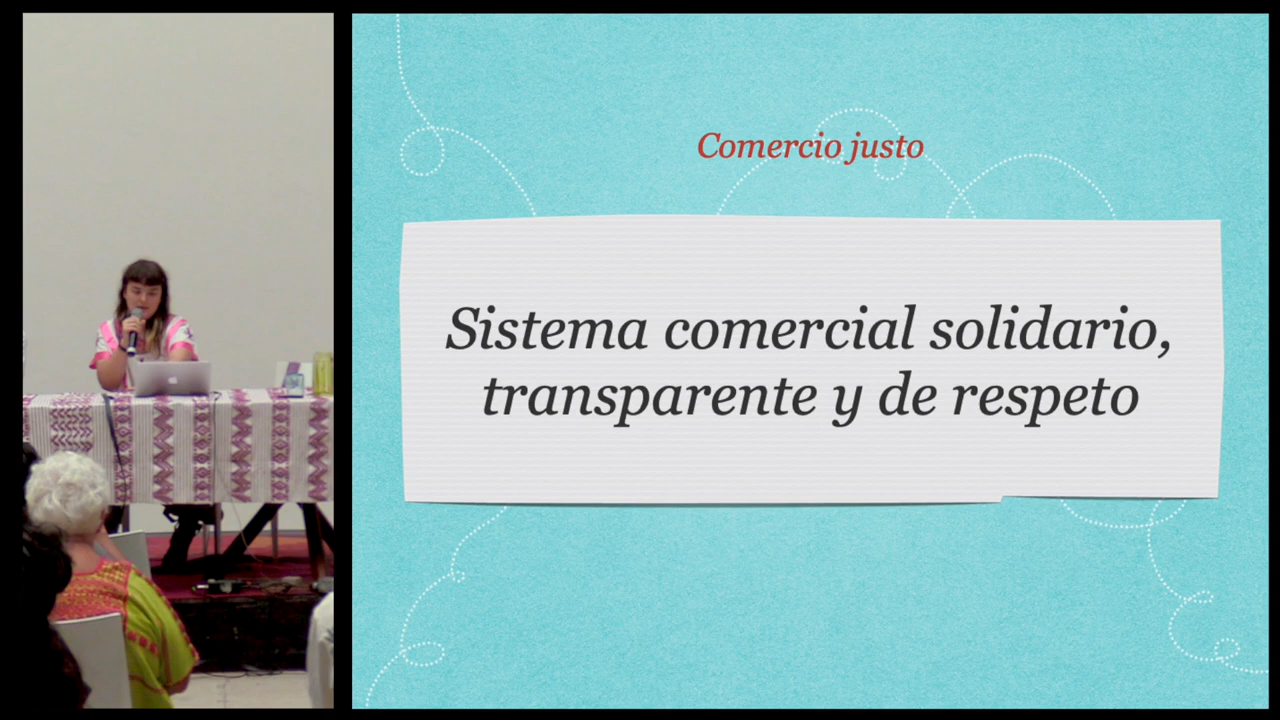 Comercio justo
Sistema comercial solidario,
transparente y de respeto